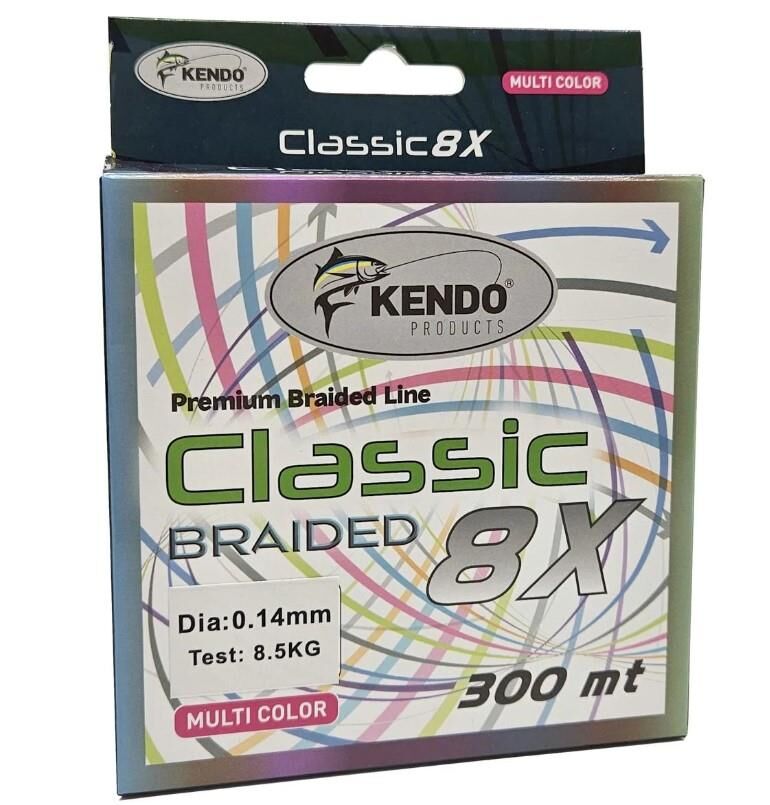 KENDO
PRODUCTS
MULTI COLOR
Classic 8X
KENDO®
PRODUCTS
Premium Braided Line
Classic
BRAIDED 8X
Dia:0.14mm
Test: 8.5KG
300 mt
MULTI COLOR